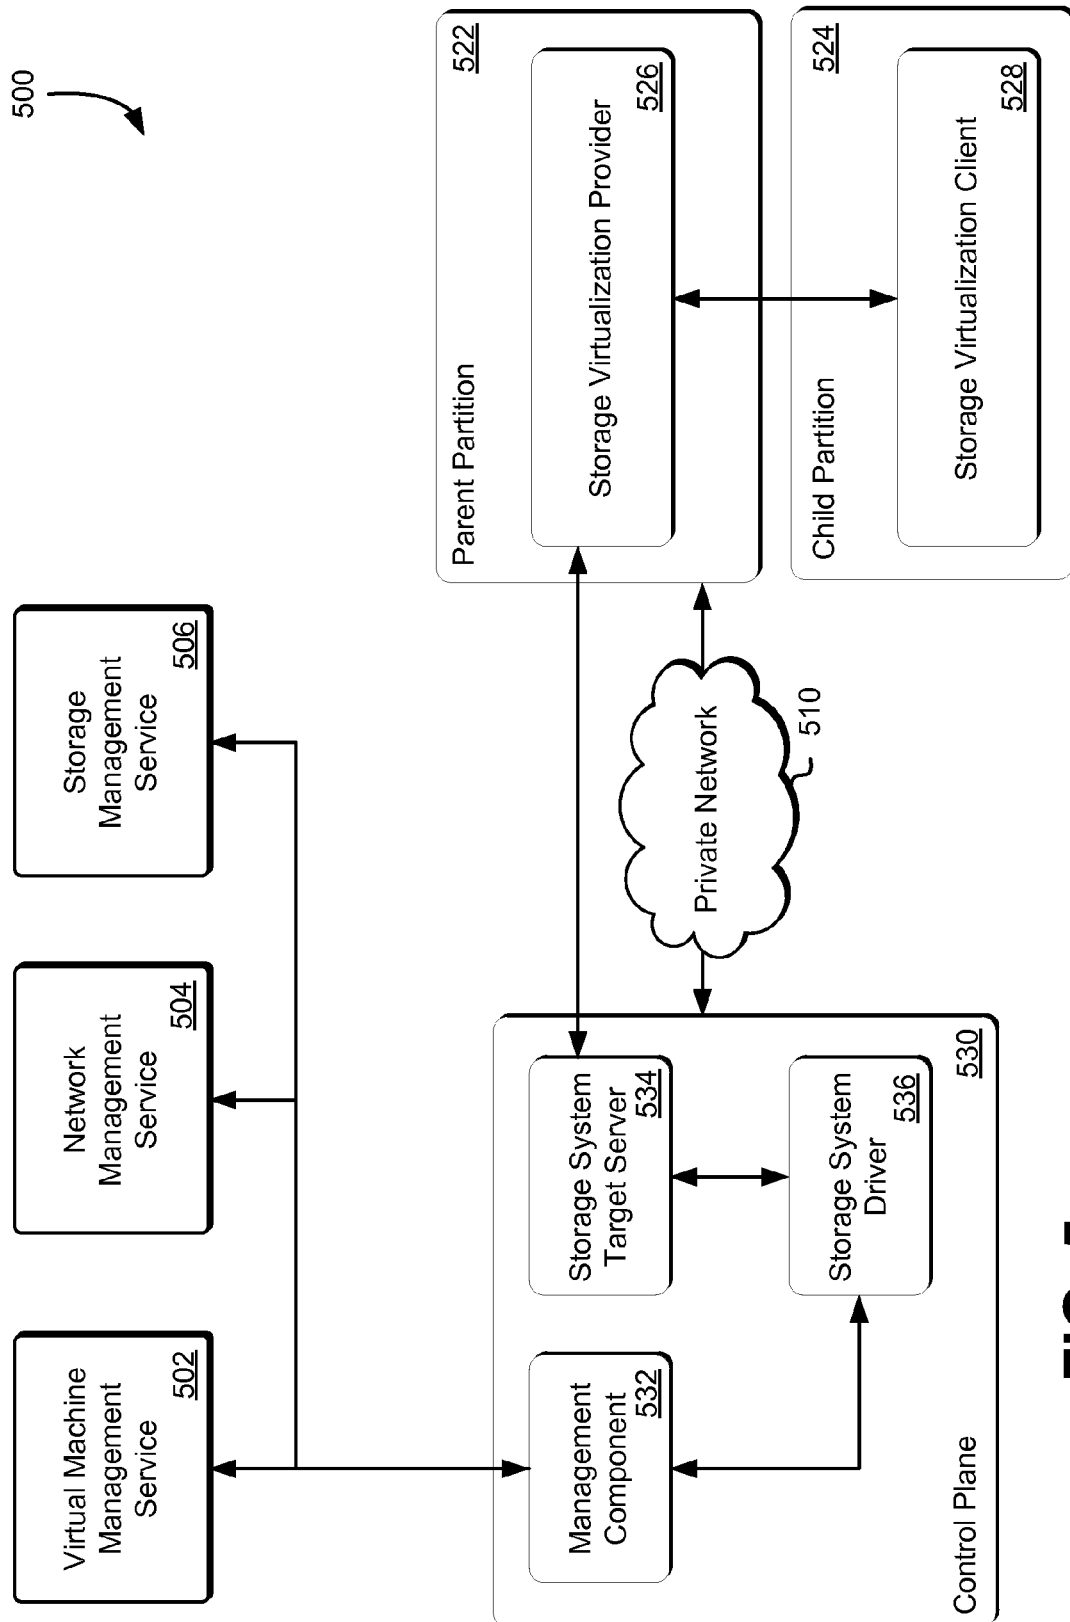 500
Virtual Machine
Management
Service
502
Network
Management
Service
504
Storage
Management
Service
506
Management
Component
532
Storage System
Target Server
534
Storage System
Driver
536
Control Plane
530
Private Network
510
Parent Partition
522
Storage Virtualization Provider
526
Child Partition
524
Storage Virtualization Client
528